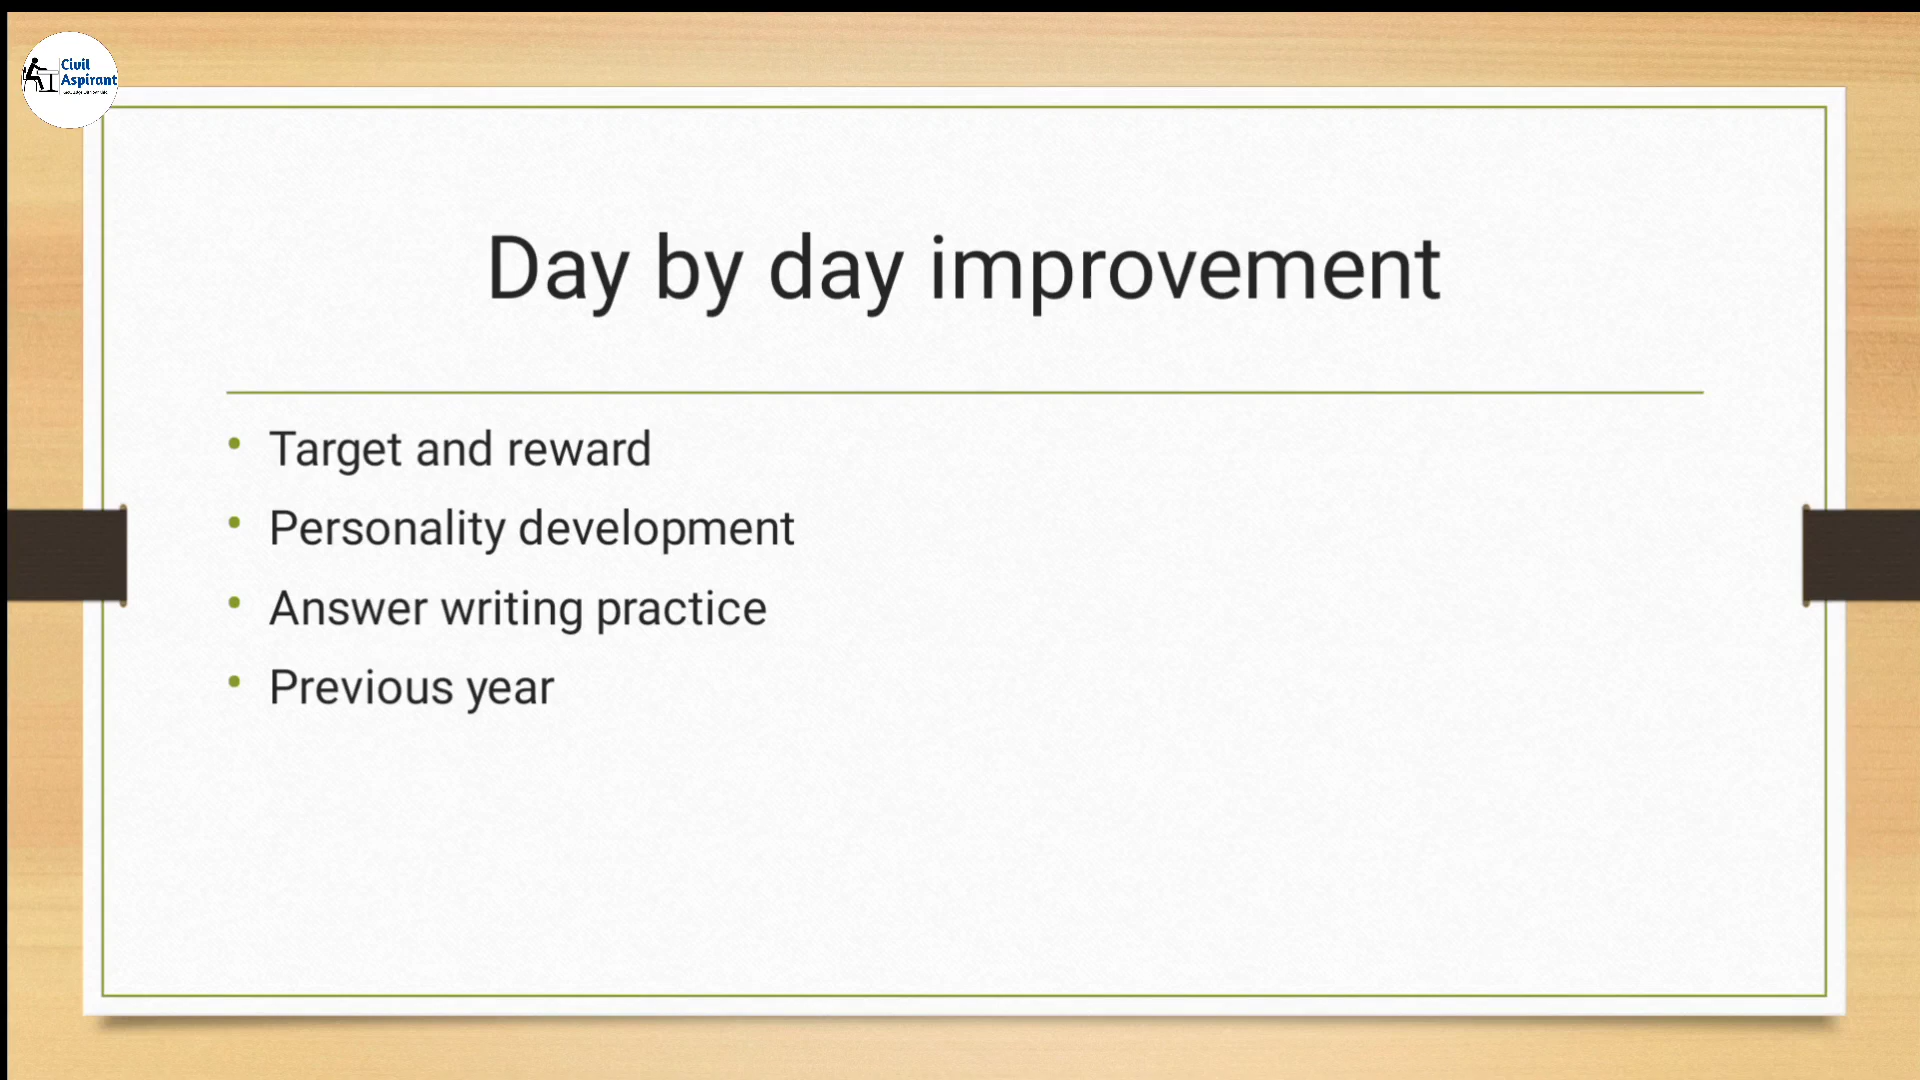 Civil
Aspirant
Day by day improvement
• Target and reward
• Personality development
• Answer writing practice
• Previous year